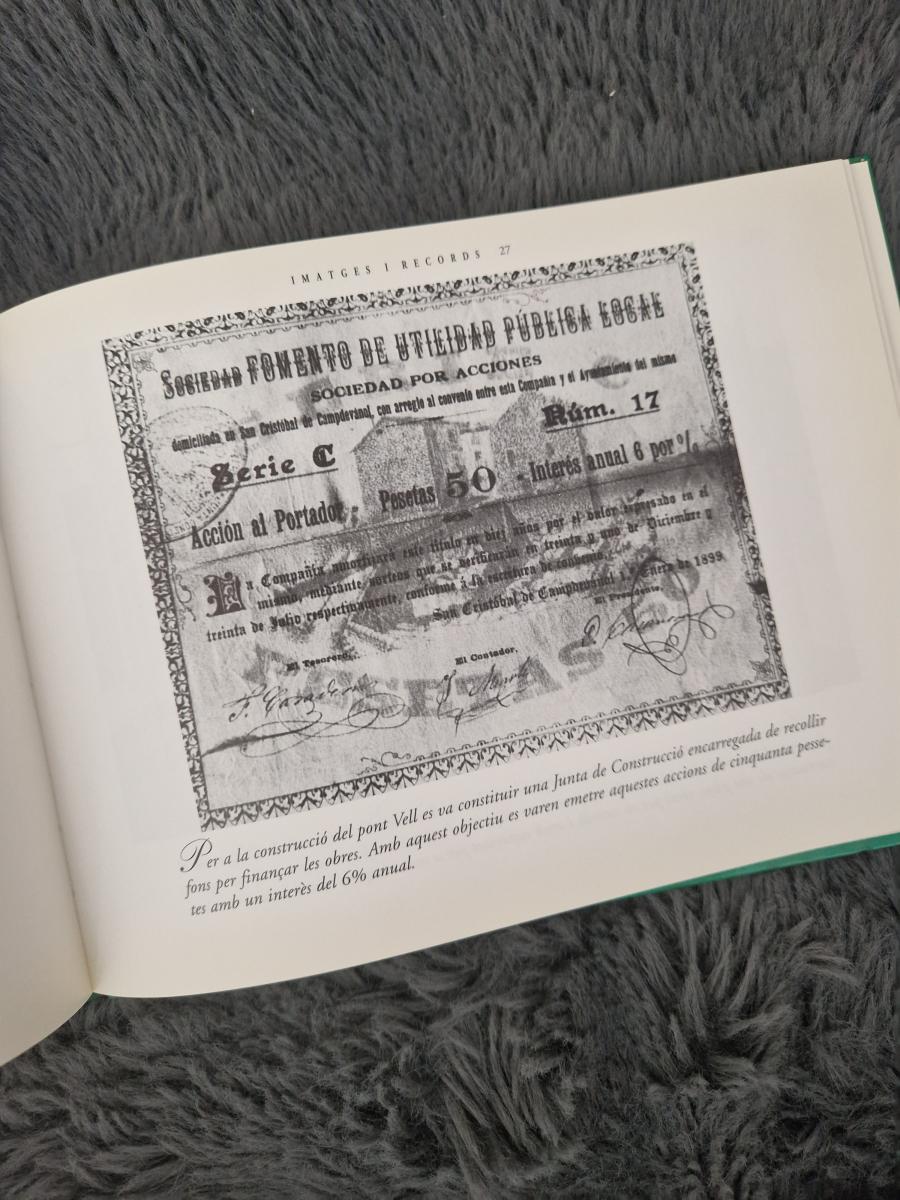 IMATGES I RECORDS 27
Sociedad FOMENTO DE UTILIDAD PÚBLICA LOCAL
SOCIEDAD POR ACCIONES
domiciliada en San Cristóbal de Campdevánol, con arreglo al convenio entre esta Compañía y el Ayuntamiento del mismo
Serie C Núm. 17
Acción al Portador Pesetas 50 Interés anual 6 por %
La Compañía amortizará este título en diez años por el valor expresado en el
mismo, mediante sorteos que se verificarán en treinta y uno de Diciembre y
treinta de Julio respectivamente, conforme á la escritura de convenio.
San Cristóbal de Campdevánol 1.º Enero de 1899
El Presidente,
El Tesorero, El Contador,
Per a la construcció del pont Vell es va constituir una Junta de Construcció encarregada de recollir
fons per finançar les obres. Amb aquest objectiu es varen emetre aquestes accions de cinquanta pesse-
tes amb un interès del 6% anual.